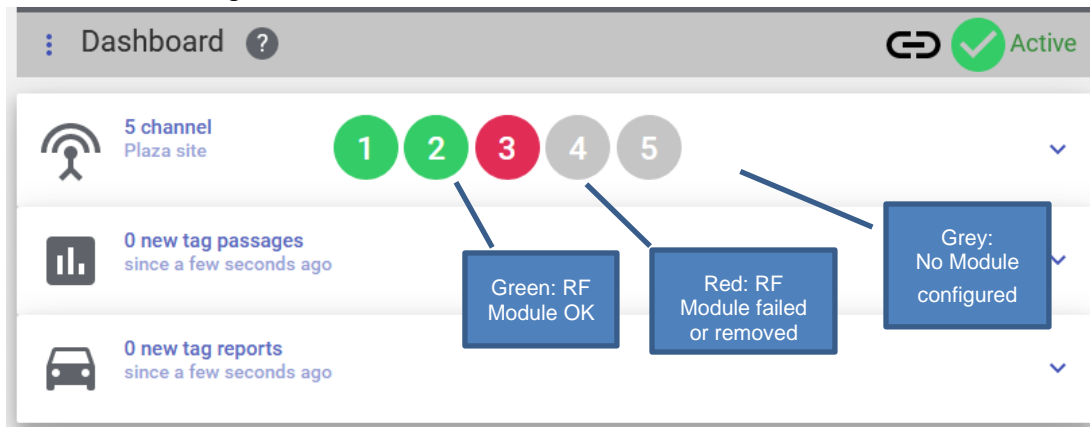 Dashboard ?
Active
5 channel
Plaza site
1 2 3 4 5
0 new tag passages
since a few seconds ago
Green: RF
Module OK
Red: RF
Module failed
or removed
Grey:
No Module
configured
0 new tag reports
since a few seconds ago